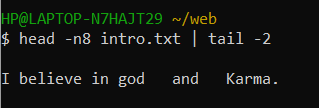 HP@LAPTOP-N7HAJT29 ~/web
$ head -n8 intro.txt | tail -2
I believe in god   and   Karma.